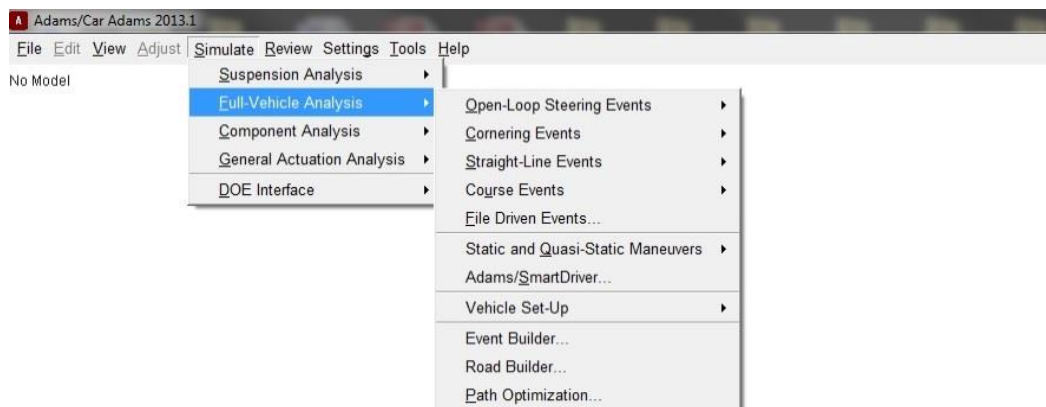 A Adams/Car Adams 2013.1
File Edit View Adjust Simulate Review Settings Tools Help
No Model
Suspension Analysis
Full-Vehicle Analysis
Component Analysis
General Actuation Analysis
DOE Interface
Open-Loop Steering Events
Cornering Events
Straight-Line Events
Course Events
File Driven Events...
Static and Quasi-Static Maneuvers
Adams/SmartDriver...
Vehicle Set-Up
Event Builder...
Road Builder...
Path Optimization...